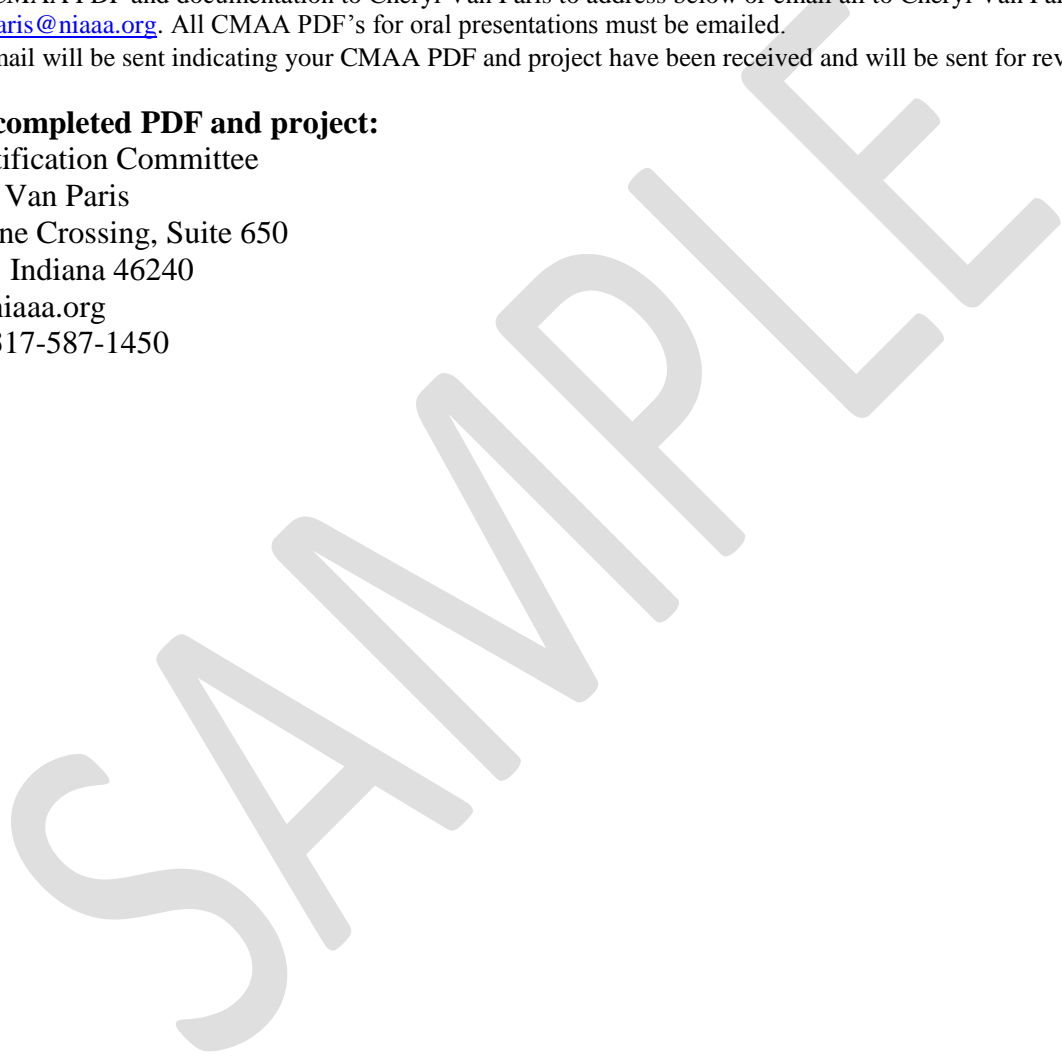 CMAA PDF and documentation to Cheryl Van Paris to address below or email all to Cheryl Van
aris@niaaa.org. All CMAA PDF’s for oral presentations must be emailed.
mail will be sent indicating your CMAA PDF and project have been received and will be sent for
completed PDF and project:
tification Committee
Van Paris
ne Crossing, Suite 650
Indiana 46240
niaaa.org
317-587-1450
SAMPLE